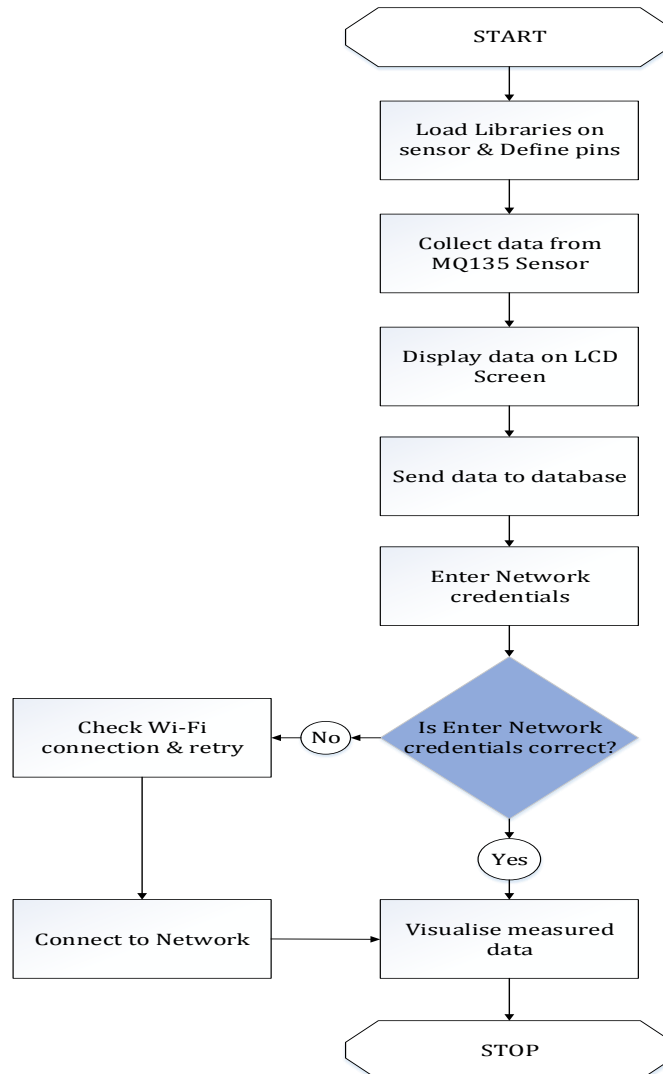 START
Load Libraries on
sensor & Define pins
Collect data from
MQ135 Sensor
Display data on LCD
Screen
Send data to database
Enter Network
credentials
Is Enter Network
credentials correct?
No
Check Wi-Fi
connection & retry
Yes
Connect to Network
Visualise measured
data
STOP